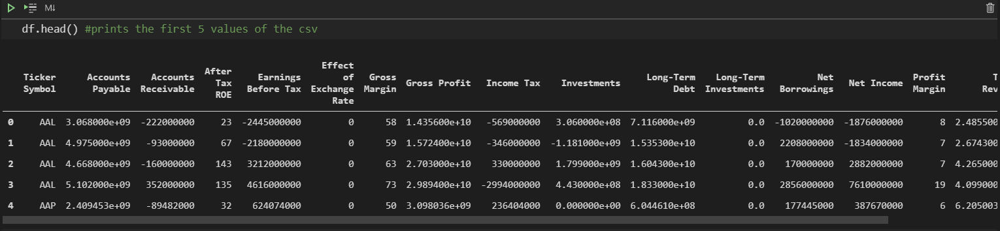 M↓
df.head() #prints the first 5 values of the csv
Ticker Symbol Accounts Payable Accounts Receivable After Tax ROE Earnings Before Tax Effect of Exchange Rate Gross Margin Gross Profit Income Tax Investments Long-Term Debt Long-Term Investments Net Borrowings Net Income Profit Margin T Rev
0 AAL 3.068000e+09 -222000000 23 -2445000000 0 58 1.435600e+10 -569000000 3.060000e+08 7.116000e+09 0.0 -1020000000 -1876000000 8 2.485500
1 AAL 4.975000e+09 -93000000 67 -2180000000 0 59 1.572400e+10 -346000000 -1.181000e+09 1.535300e+10 0.0 2208000000 -1834000000 7 2.674300
2 AAL 4.668000e+09 -160000000 143 3212000000 0 63 2.703000e+10 330000000 1.799000e+09 1.604300e+10 0.0 170000000 2882000000 7 4.265000
3 AAL 5.102000e+09 352000000 135 4616000000 0 73 2.989400e+10 -2994000000 4.430000e+08 1.833000e+10 0.0 2856000000 7610000000 19 4.099000
4 AAP 2.409453e+09 -89482000 32 624074000 0 50 3.098036e+09 236404000 0.000000e+00 6.044610e+08 0.0 177445000 387670000 6 6.205003